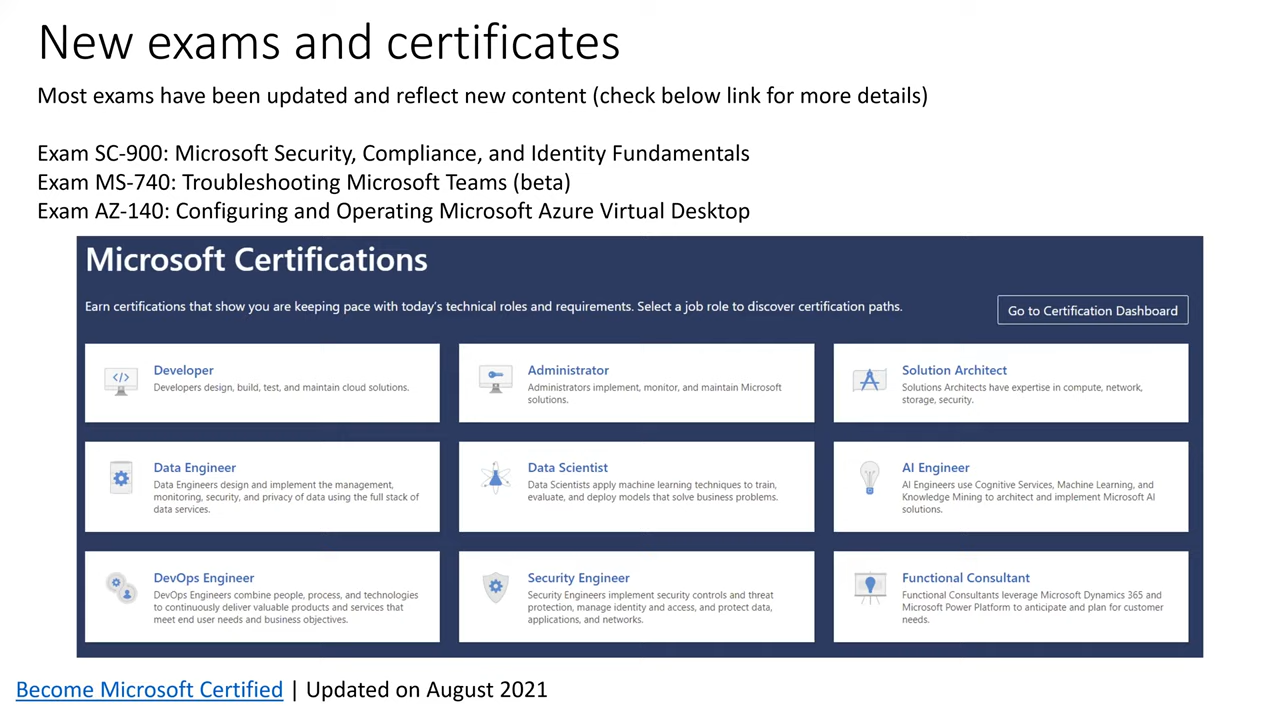 New exams and certificates
Most exams have been updated and reflect new content (check below link for more details)
Exam SC-900: Microsoft Security, Compliance, and Identity Fundamentals
Exam MS-740: Troubleshooting Microsoft Teams (beta)
Exam AZ-140: Configuring and Operating Microsoft Azure Virtual Desktop
Microsoft Certifications
Earn certifications that show you are keeping pace with today's technical roles and requirements. Select a job role to discover certification paths.
Go to Certification Dashboard
Developer
Developers design, build, test, and maintain cloud solutions.
Administrator
Administrators implement, monitor, and maintain Microsoft
solutions.
Solution Architect
Solutions Architects have expertise in compute, network,
storage, security.
Data Engineer
Data Engineers design and implement the management,
monitoring, security, and privacy of data using the full stack of
data services.
Data Scientist
Data Scientists apply machine learning techniques to train,
evaluate, and deploy models that solve business problems.
AI Engineer
AI Engineers use Cognitive Services, Machine Learning, and
Knowledge Mining to architect and implement Microsoft AI
solutions.
DevOps Engineer
DevOps Engineers combine people, process, and technologies
to continuously deliver valuable products and services that
meet end user needs and business objectives.
Security Engineer
Security Engineers implement security controls and threat
protection, manage identity and access, and protect data,
applications, and networks.
Functional Consultant
Functional Consultants leverage Microsoft Dynamics 365 and
Microsoft Power Platform to anticipate and plan for customer
needs.
Become Microsoft Certified | Updated on August 2021